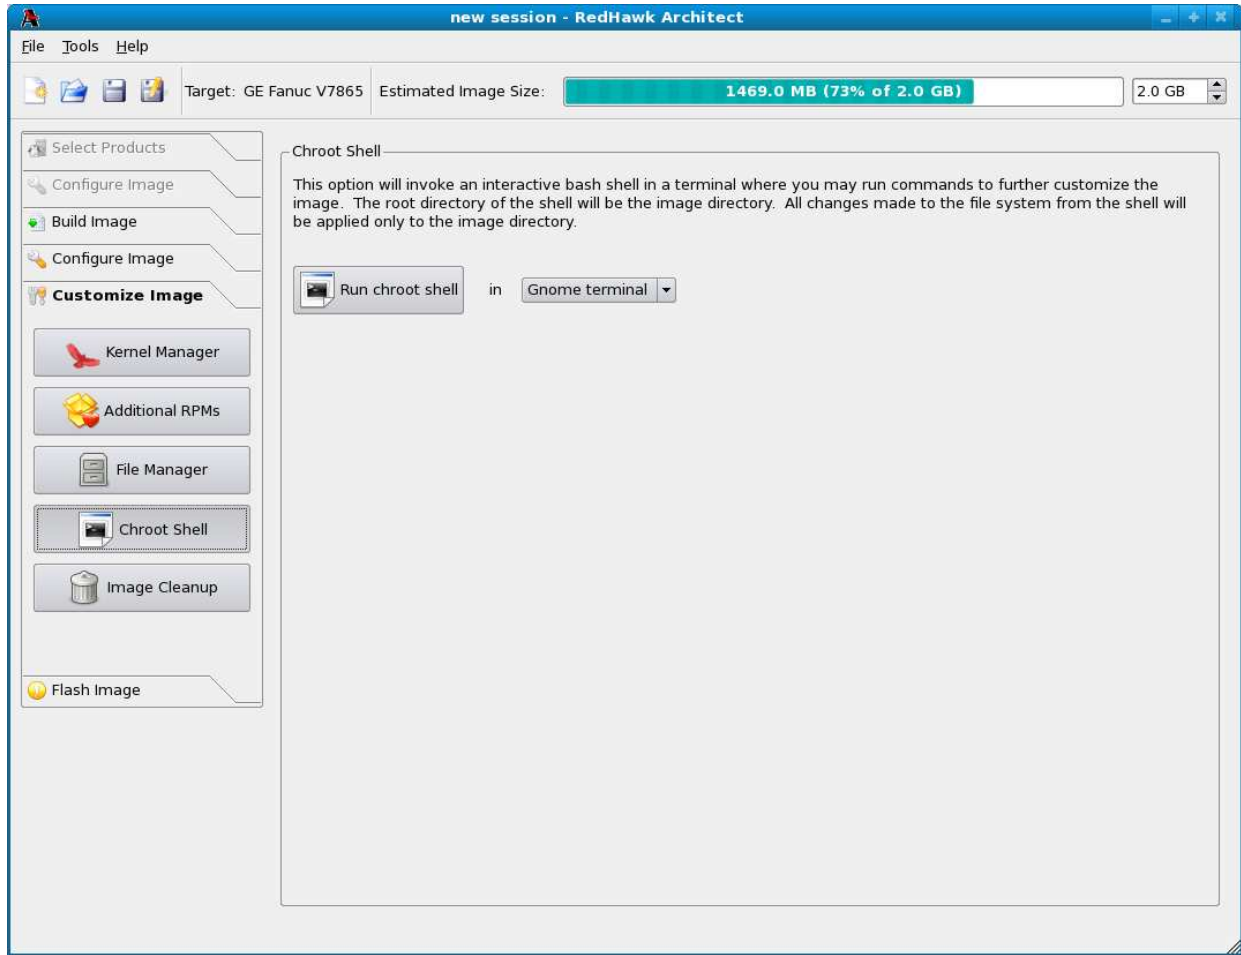 new session - RedHawk Architect
File Tools Help
Target: GE Fanuc V7865 Estimated Image Size: 1469.0 MB (73% of 2.0 GB) 2.0 GB
Select Products
Configure Image
Build Image
Configure Image
Customize Image
Kernel Manager
Additional RPMs
File Manager
Chroot Shell
Image Cleanup
Flash Image
Chroot Shell
This option will invoke an interactive bash shell in a terminal where you may run commands to further customize the
image. The root directory of the shell will be the image directory. All changes made to the file system from the shell will
be applied only to the image directory.
Run chroot shell in Gnome terminal